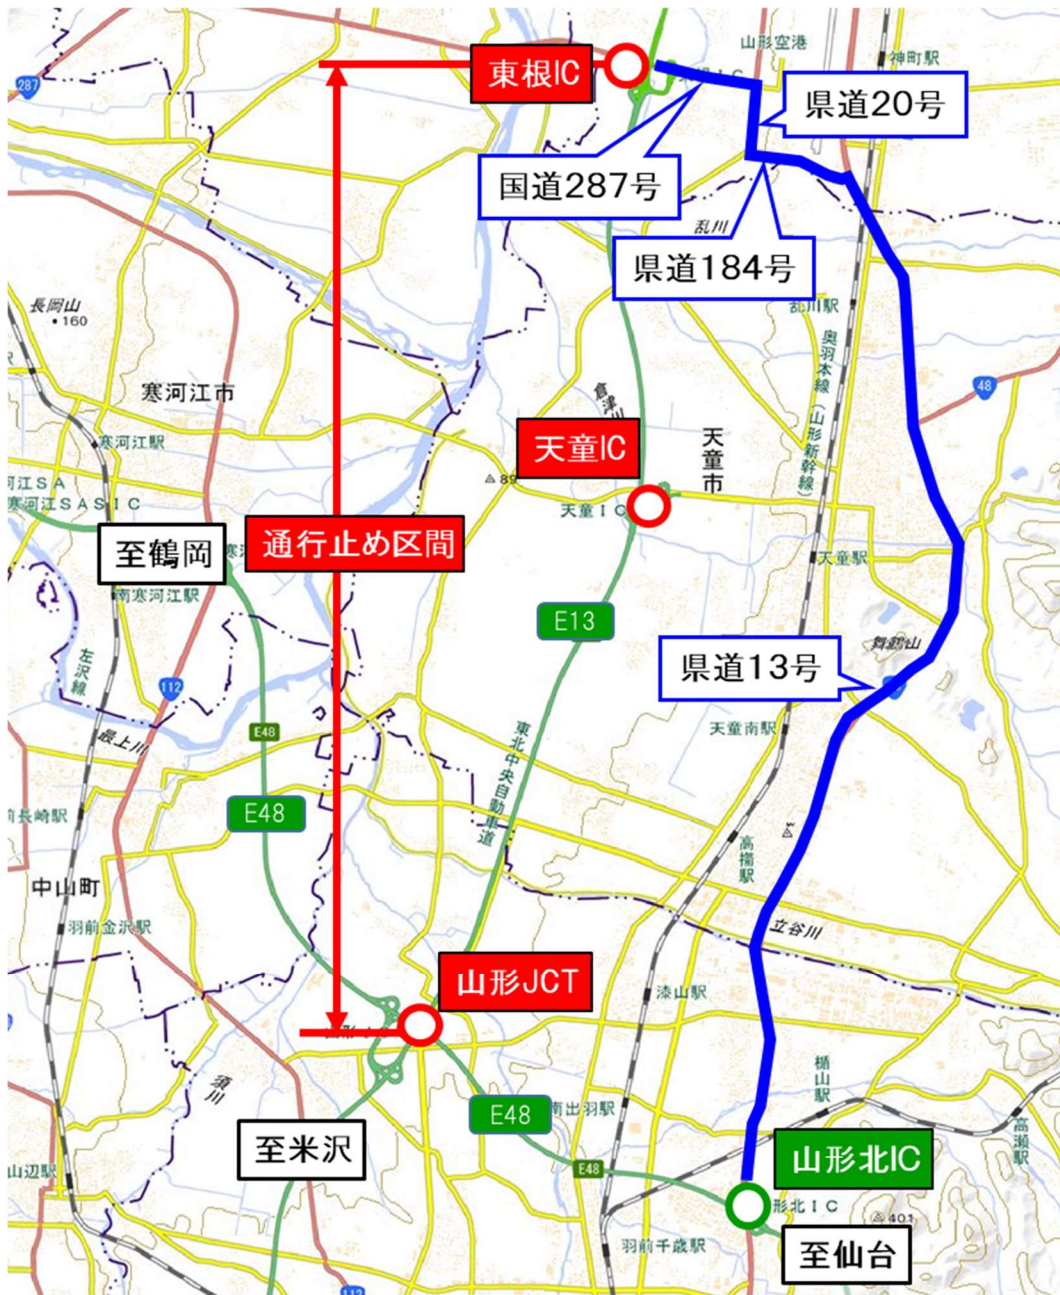 山形空港
神町駅
東根IC
287
県道20号
国道287号
乱川
県道184号
長岡山
160
乱川駅
奥羽本線(山形新幹線)
48
寒河江市
倉津川
天童IC
天童市
寒河江駅
寒河江SASIC
天童IC
至鶴岡
通行止め区間
天童駅
南寒河江駅
E13
左沢線
県道13号
舞鶴山
112
天童南駅
最上川
E48
東北中央自動車道
E48
高擶駅
中山町
羽前金沢駅
立谷川
山形JCT
漆山駅
須川
楯山駅
E48
南出羽駅
高瀬駅
至米沢
山形北IC
山辺駅
E48
形北IC
401
羽前千歳駅
至仙台
112